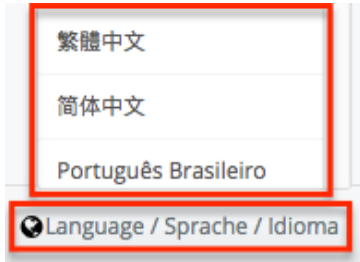 繁體中文
简体中文
Português Brasileiro
Language / Sprache / Idioma